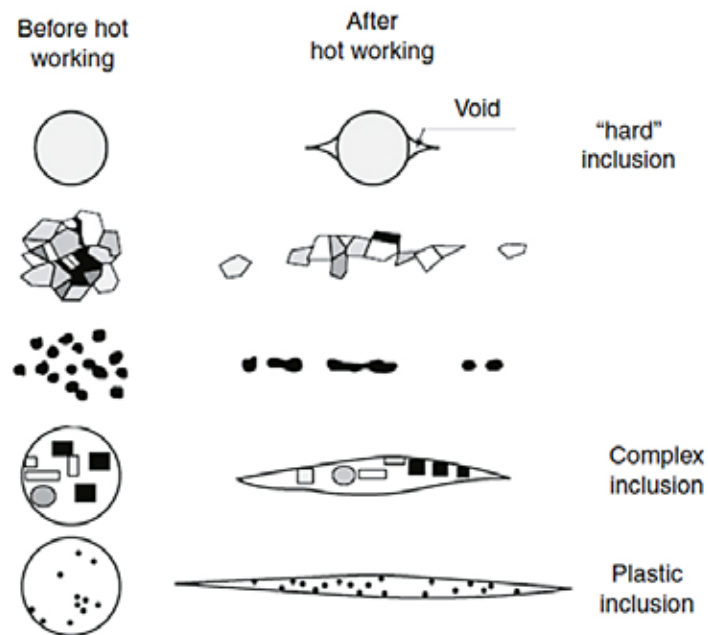 Before hot
working
After
hot working
Void
“hard”
inclusion
Complex
inclusion
Plastic
inclusion